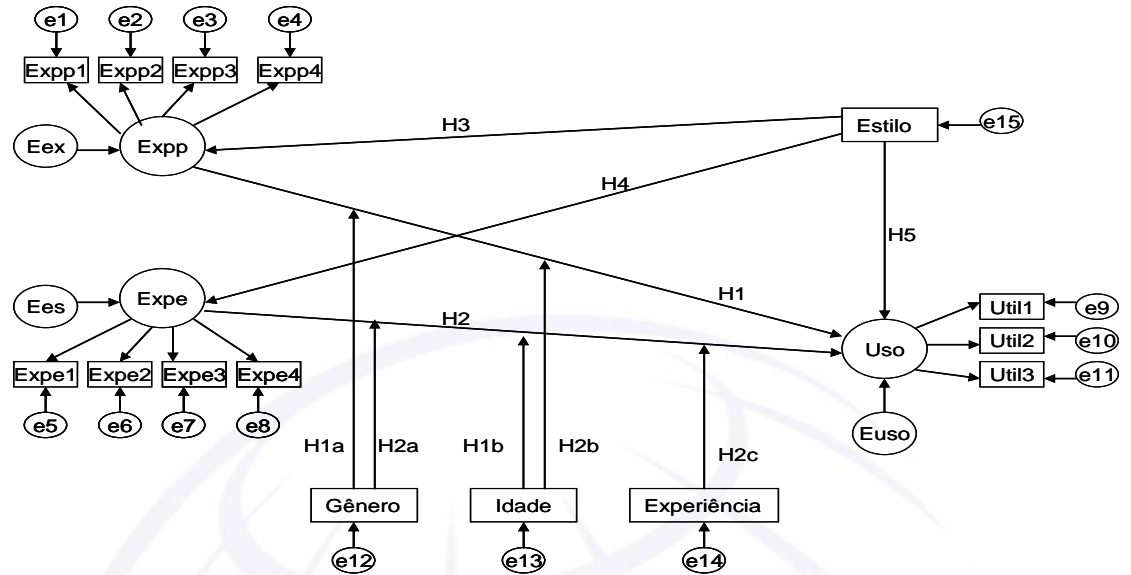 e1 e2 e3 e4
Expp1 Expp2 Expp3 Expp4
Estilo e15
H3
Eex Expp
H4
H5
Ees Expe
H1
H2
Util1 e9
Uso Util2 e10
Util3 e11
Expe1 Expe2 Expe3 Expe4
e5 e6 e7 e8
Euso
H1a H2a H1b H2b H2c
Gênero Idade Experiência
e12 e13 e14